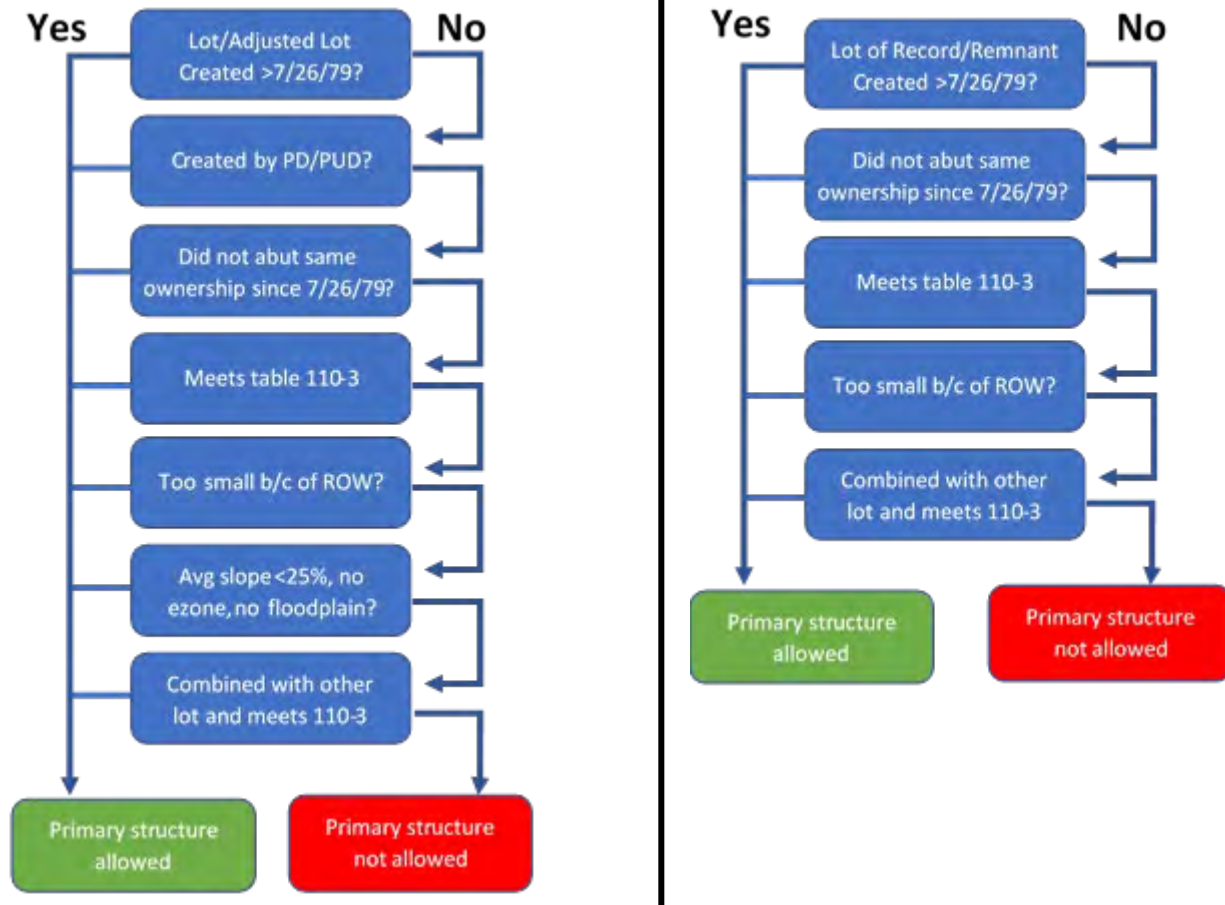 Yes
No
Lot/Adjusted Lot
Created >7/26/79?
Created by PD/PUD?
Did not abut same
ownership since 7/26/79?
Meets table 110-3
Too small b/c of ROW?
Avg slope <25%, no
ezone, no floodplain?
Combined with other
lot and meets 110-3
Primary structure
allowed
Primary structure
not allowed
Yes
No
Lot of Record/Remnant
Created >7/26/79?
Did not abut same
ownership since 7/26/79?
Meets table 110-3
Too small b/c of ROW?
Combined with other
lot and meets 110-3
Primary structure
allowed
Primary structure
not allowed